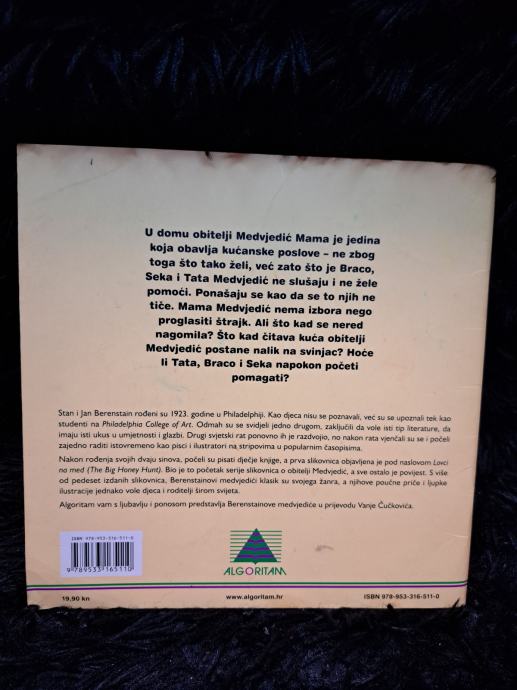 U domu obitelji Medvjedić Mama je jedina
koja obavlja kućanske poslove – ne zbog
toga što tako želi, već zato što je Braco,
Seka i Tata Medvjedić ne slušaju i ne žele
pomoći. Ponašaju se kao da se to njih ne
tiče. Mama Medvjedić nema izbora nego
proglasiti štrajk. Ali što kad se nered
nagomila? Što kad čitava kuća obitelji
Medvjedić postane nalik na svinjac? Hoće
li Tata, Braco i Seka napokon početi
pomagati?
Stan i Jan Berenstain rođeni su 1923. godine u Philadelphiji. Kao djeca nisu se poznavali, već su se upoznali tek kao
studenti na Philadelphia College of Art. Odmah su se svidjeli jedno drugom, zaključili da vole isti tip literature, da
imaju isti ukus u umjetnosti i glazbi. Drugi svjetski rat ponovno ih je razdvojio, no nakon rata vjenčali su se i počeli
zajedno raditi istovremeno kao pisci i ilustratori na stripovima u popularnim časopisima.
Nakon rođenja svojih dvaju sinova, počeli su pisati dječje knjige, a prva slikovnica objavljena je pod naslovom Lovci
na med (The Big Honey Hunt). Bio je to početak serije slikovnica o obitelji Medvjedić, a sve ostalo je povijest. S više
od pedeset izdanih slikovnica, Berenstainovi medvjedići klasik su svojega žanra, a njihove poučne priče i ljupke
ilustracije jednako vole djeca i roditelji širom svijeta.
Algoritam vam s ljubavlju i ponosom predstavlja Berenstainove medvjediće u prijevodu Vanje Čučkovića.
ISBN 978-953-316-511-0
9 789533 165110
ALGORITAM
19,90 kn
www.algoritam.hr
ISBN 978-953-316-511-0